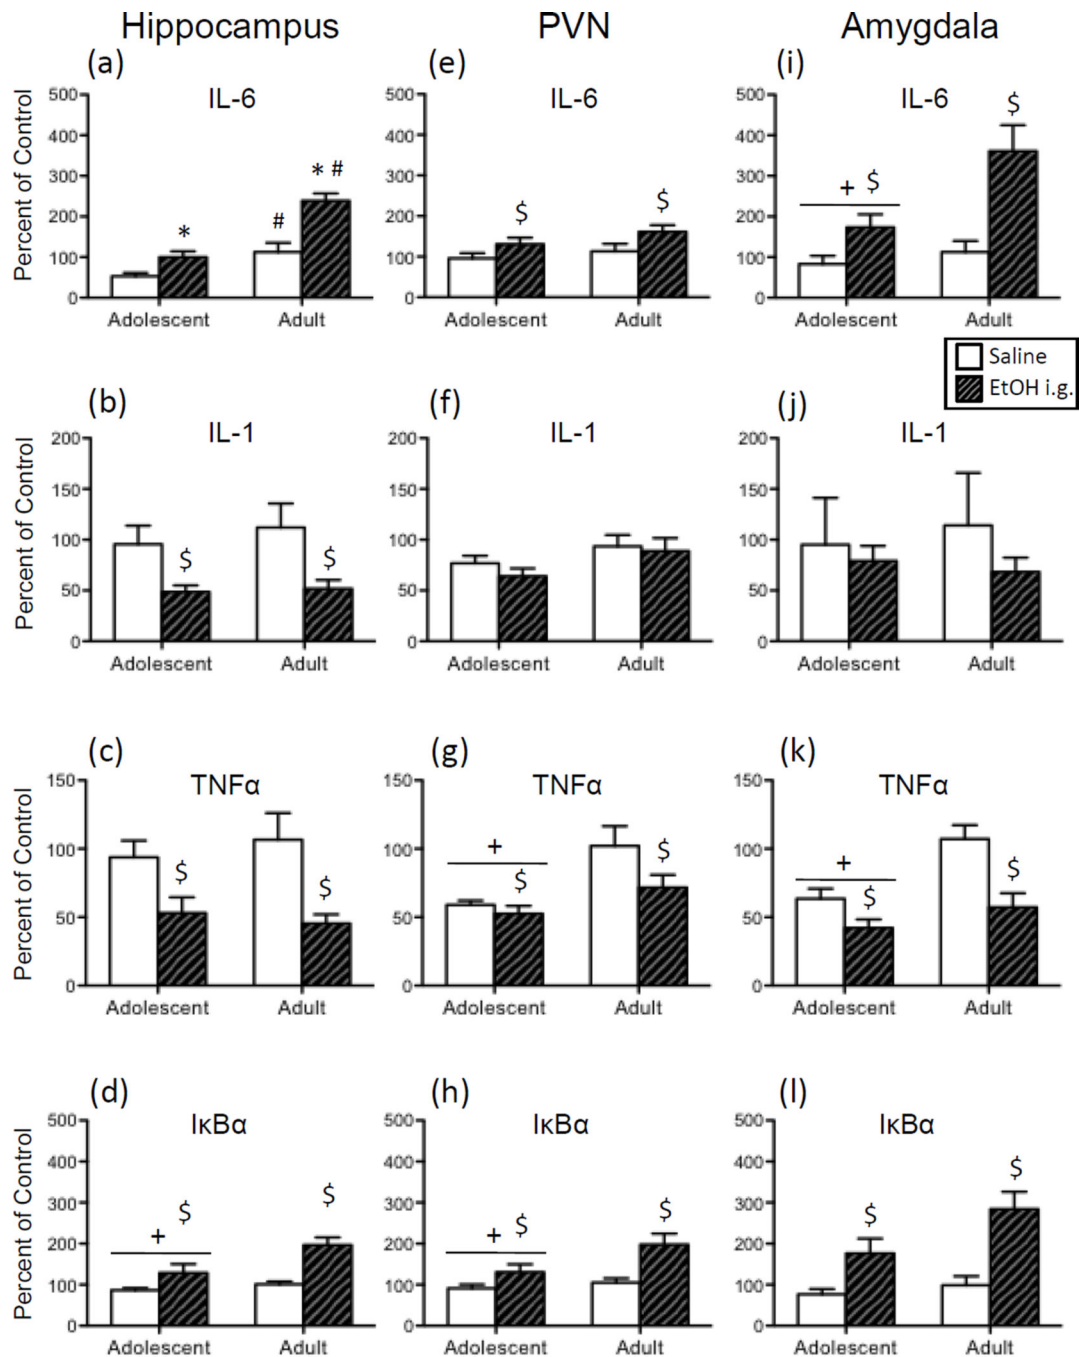 Hippocampus PVN Amygdala
(a) (e) (i)
IL-6 IL-6 IL-6
Percent of Control
500 400 300 200 100 0
* * # #
Adolescent Adult
500 400 300 200 100 0
$ $
Adolescent Adult
500 400 300 200 100 0
+ $ $
Adolescent Adult
Saline
EtOH i.g.
(b) (f) (j)
IL-1 IL-1 IL-1
Percent of Control
200 150 100 50 0
$ $
Adolescent Adult
200 150 100 50 0
Adolescent Adult
200 150 100 50 0
Adolescent Adult
(c) (g) (k)
TNFα TNFα TNFα
Percent of Control
150 100 50 0
$ $
Adolescent Adult
150 100 50 0
+ $ $
Adolescent Adult
150 100 50 0
+ $ $
Adolescent Adult
(d) (h) (l)
IκBα IκBα IκBα
Percent of Control
500 400 300 200 100 0
+ $ $
Adolescent Adult
500 400 300 200 100 0
+ $ $
Adolescent Adult
500 400 300 200 100 0
$ $
Adolescent Adult